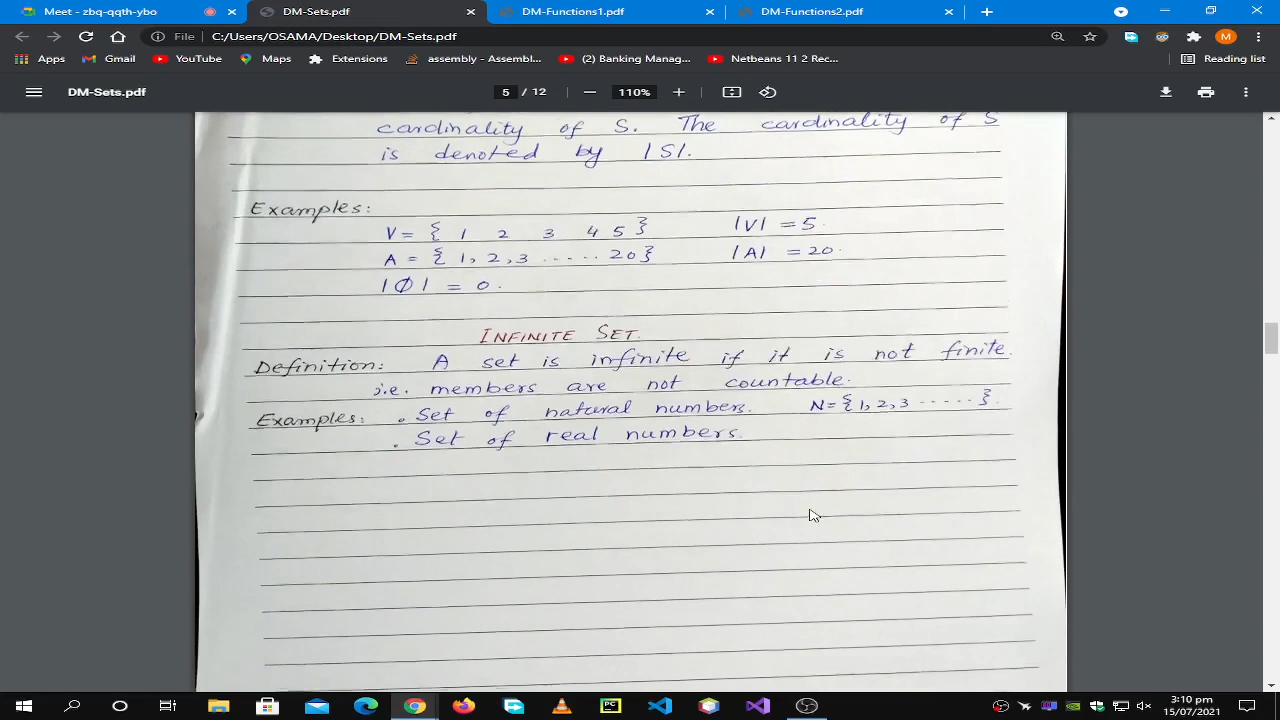 Meet - zbq-qqth-ybo
DM-Sets.pdf
DM-Functions1.pdf
DM-Functions2.pdf
File
C:/Users/OSAMA/Desktop/DM-Sets.pdf
Apps
Gmail
YouTube
Maps
Extensions
assembly - Assembl...
(2) Banking Manag...
Netbeans 11 2 Rec...
Reading list
DM-Sets.pdf
5 / 12
110%
cardinality of S. The cardinality of S
is denoted by |S|.
Examples:
V = { 1 2 3 4 5 } |V| = 5.
A = { 1, 2, 3 ...... 20 } |A| = 20.
|∅| = 0.
INFINITE SET.
Definition: A set is infinite if it is not finite.
i.e. members are not countable.
Examples: . Set of natural numbers. N = { 1, 2, 3 ...... }.
. Set of real numbers.
PC
3:10 pm
15/07/2021